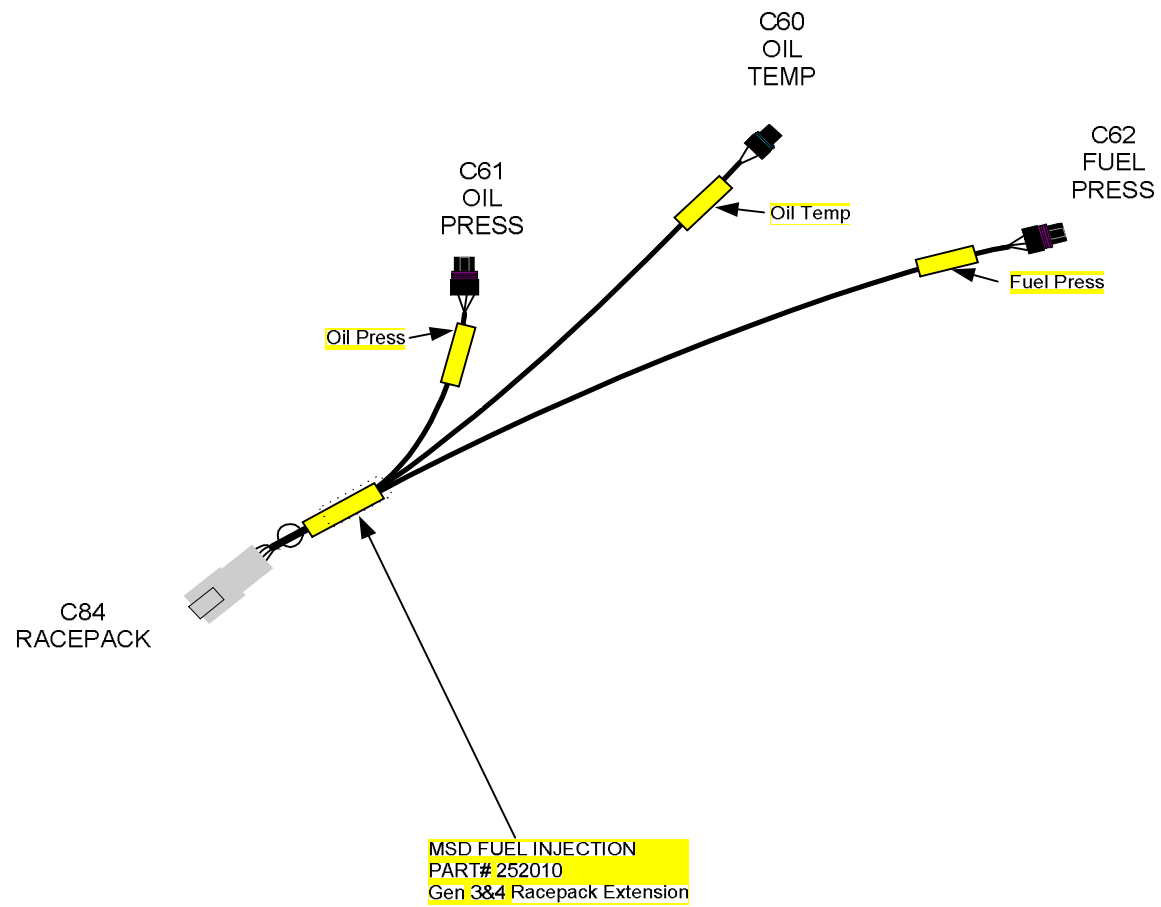 C60
OIL
TEMP
C62
FUEL
PRESS
C61
OIL
PRESS
Oil Temp
Fuel Press
Oil Press
C84
RACEPACK
MSD FUEL INJECTION
PART# 252010
Gen 3&4 Racepack Extension